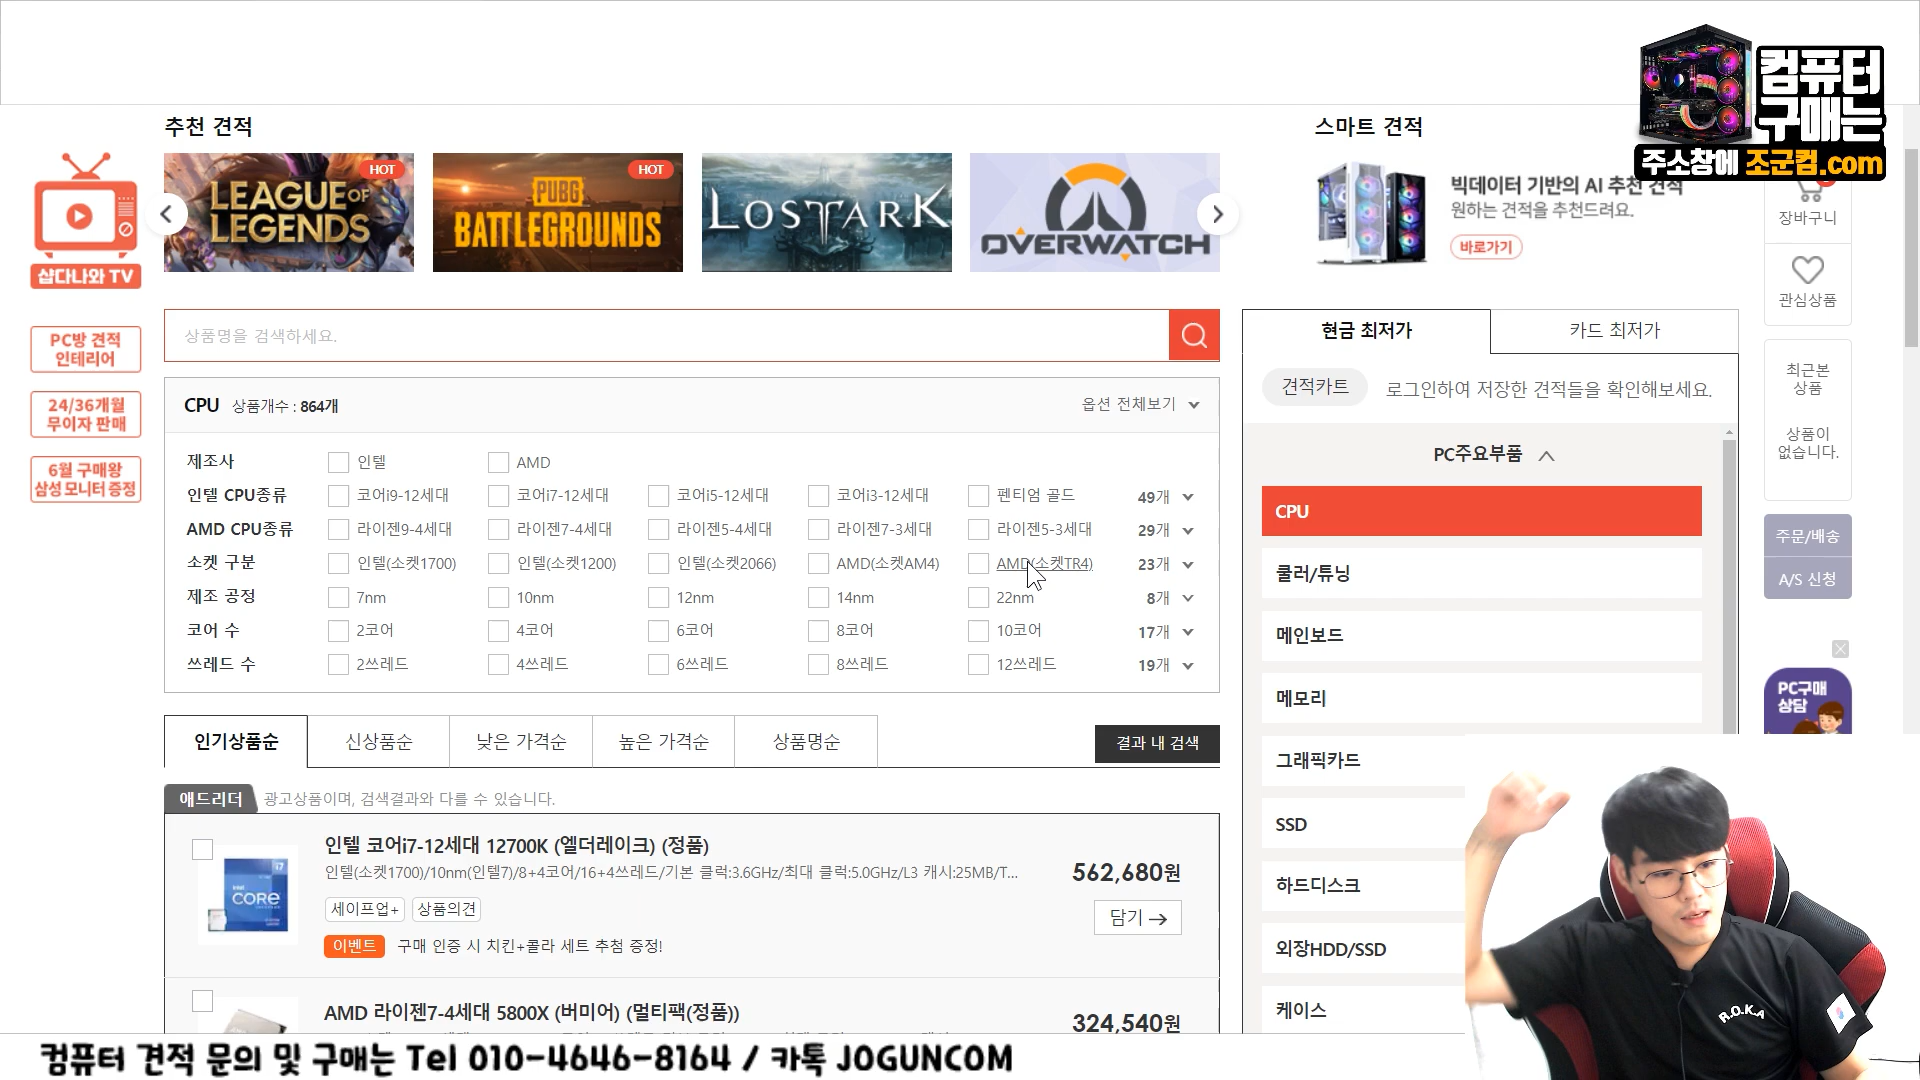 컴퓨터
구매는
주소창에 조군컴.com
추천 견적
스마트 견적
HOT
LEAGUE OF
LEGENDS
HOT
PUBG
BATTLEGROUNDS
LOST ARK
OVERWATCH
빅데이터 기반의 AI 추천 견적
원하는 견적을 추천드려요.
바로가기
샵다나와 TV
PC방 견적
인테리어
24/36개월
무이자 판매
6월 구매왕
삼성 모니터 증정
장바구니
관심상품
최근본
상품
상품이
없습니다.
주문/배송
A/S 신청
PC구매
상담
상품명을 검색하세요.
현금 최저가
카드 최저가
견적카트 로그인하여 저장한 견적들을 확인해보세요.
CPU 상품개수 : 864개
옵션 전체보기
제조사 인텔 AMD
인텔 CPU종류 코어i9-12세대 코어i7-12세대 코어i5-12세대 코어i3-12세대 펜티엄 골드 49개
AMD CPU종류 라이젠9-4세대 라이젠7-4세대 라이젠5-4세대 라이젠7-3세대 라이젠5-3세대 29개
소켓 구분 인텔(소켓1700) 인텔(소켓1200) 인텔(소켓2066) AMD(소켓AM4) AMD(소켓TR4) 23개
제조 공정 7nm 10nm 12nm 14nm 22nm 8개
코어 수 2코어 4코어 6코어 8코어 10코어 17개
쓰레드 수 2쓰레드 4쓰레드 6쓰레드 8쓰레드 12쓰레드 19개
PC주요부품
CPU
쿨러/튜닝
메인보드
메모리
그래픽카드
SSD
하드디스크
외장HDD/SSD
케이스
인기상품순 신상품순 낮은 가격순 높은 가격순 상품명순
결과 내 검색
애드리더 광고상품이며, 검색결과와 다를 수 있습니다.
인텔 코어i7-12세대 12700K (엘더레이크) (정품)
인텔(소켓1700)/10nm(인텔7)/8+4코어/16+4쓰레드/기본 클럭:3.6GHz/최대 클럭:5.0GHz/L3 캐시:25MB/T...
562,680원
세이프업+ 상품의견
담기
이벤트 구매 인증 시 치킨+콜라 세트 추첨 증정!
intel
CORE
i7
AMD 라이젠7-4세대 5800X (버미어) (멀티팩(정품))
324,540원
R.O.K.A
컴퓨터 견적 문의 및 구매는 Tel 010-4646-8164 / 카톡 JOGUNCOM